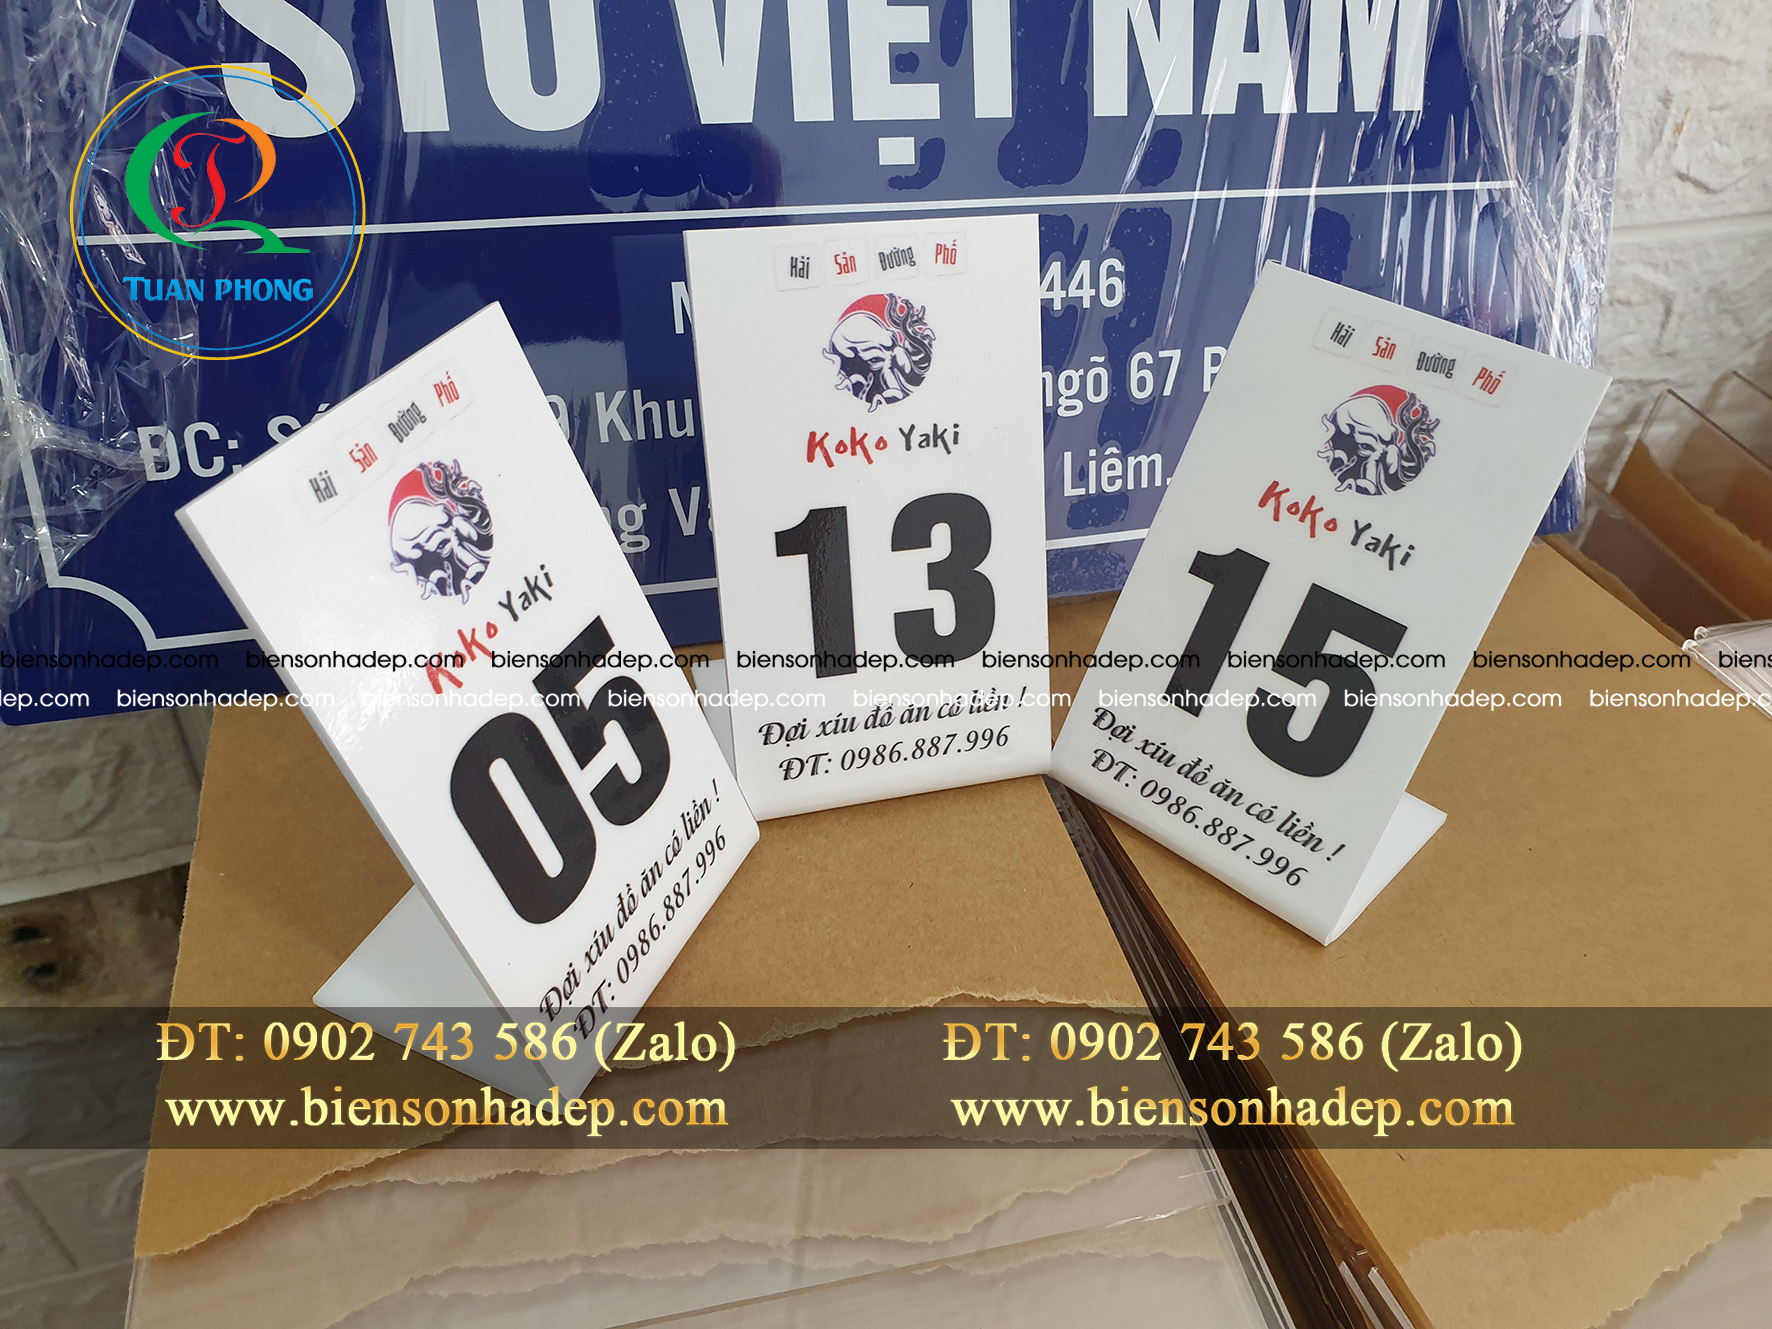 STU VIỆT NAM
TUAN PHONG
446
ngõ 67
ĐC:
9 Khu
Liêm,
Hải Sản Đường Phố
KoKo Yaki
05
Đợi xíu đồ ăn có liền !
ĐT: 0986.887.996
Hải Sản Đường Phố
KoKo Yaki
13
Đợi xíu đồ ăn có liền !
ĐT: 0986.887.996
Hải Sản Đường Phố
KoKo Yaki
15
Đợi xíu đồ ăn có liền !
ĐT: 0986.887.996
biensonhadep.com biensonhadep.com biensonhadep.com biensonhadep.com biensonhadep.com biensonhadep.com biensonhadep.com
biensonhadep.com biensonhadep.com biensonhadep.com biensonhadep.com biensonhadep.com biensonhadep.com
ĐT: 0902 743 586 (Zalo)
www.biensonhadep.com
ĐT: 0902 743 586 (Zalo)
www.biensonhadep.com